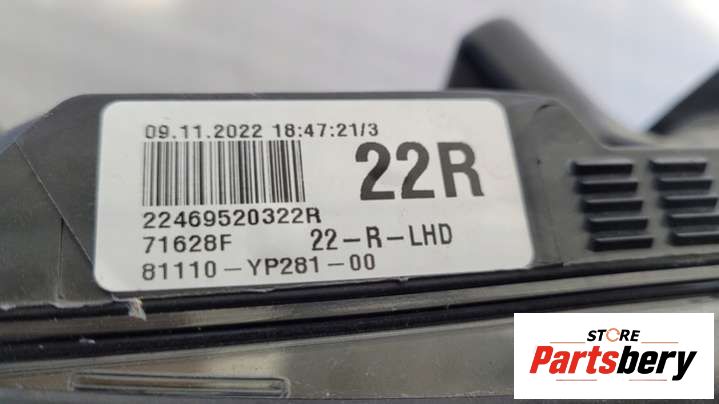 09.11.2022 18:47:21/3
22R
22469520322R
71628F 22-R-LHD
81110-YP281-00
STORE
Partsbery